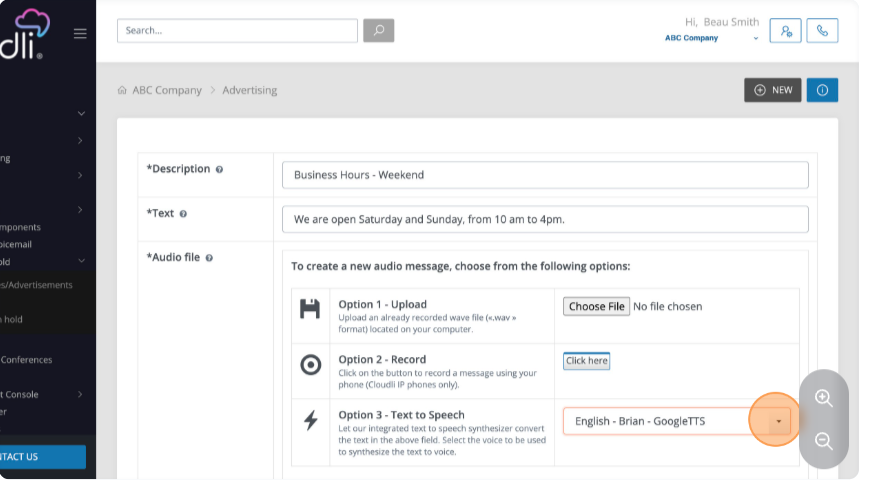 dli.
Search...
Hi, Beau Smith
ABC Company
ABC Company > Advertising
NEW
ng
mponents
oicemail
old
s/Advertisements
n hold
Conferences
t Console
er
NTACT US
*Description
Business Hours - Weekend
*Text
We are open Saturday and Sunday, from 10 am to 4pm.
*Audio file
To create a new audio message, choose from the following options:
Option 1 - Upload
Upload an already recorded wave file («.wav »
format) located on your computer.
Choose File No file chosen
Option 2 - Record
Click on the button to record a message using your
phone (Cloudli IP phones only).
Click here
Option 3 - Text to Speech
Let our integrated text to speech synthesizer convert
the text in the above field. Select the voice to be used
to synthesize the text to voice.
English - Brian - GoogleTTS